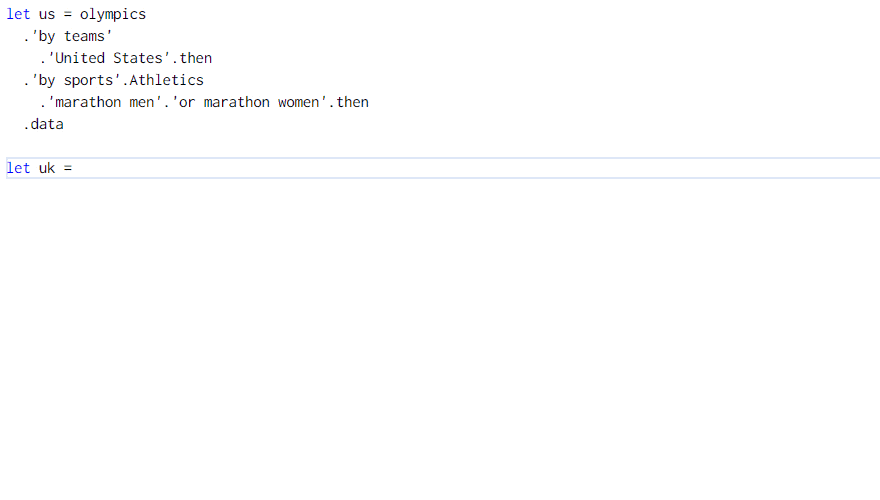 let us = olympics
.'by teams'
.'United States'.then
.'by sports'.Athletics
.'marathon men'.'or marathon women'.then
.data
let uk =